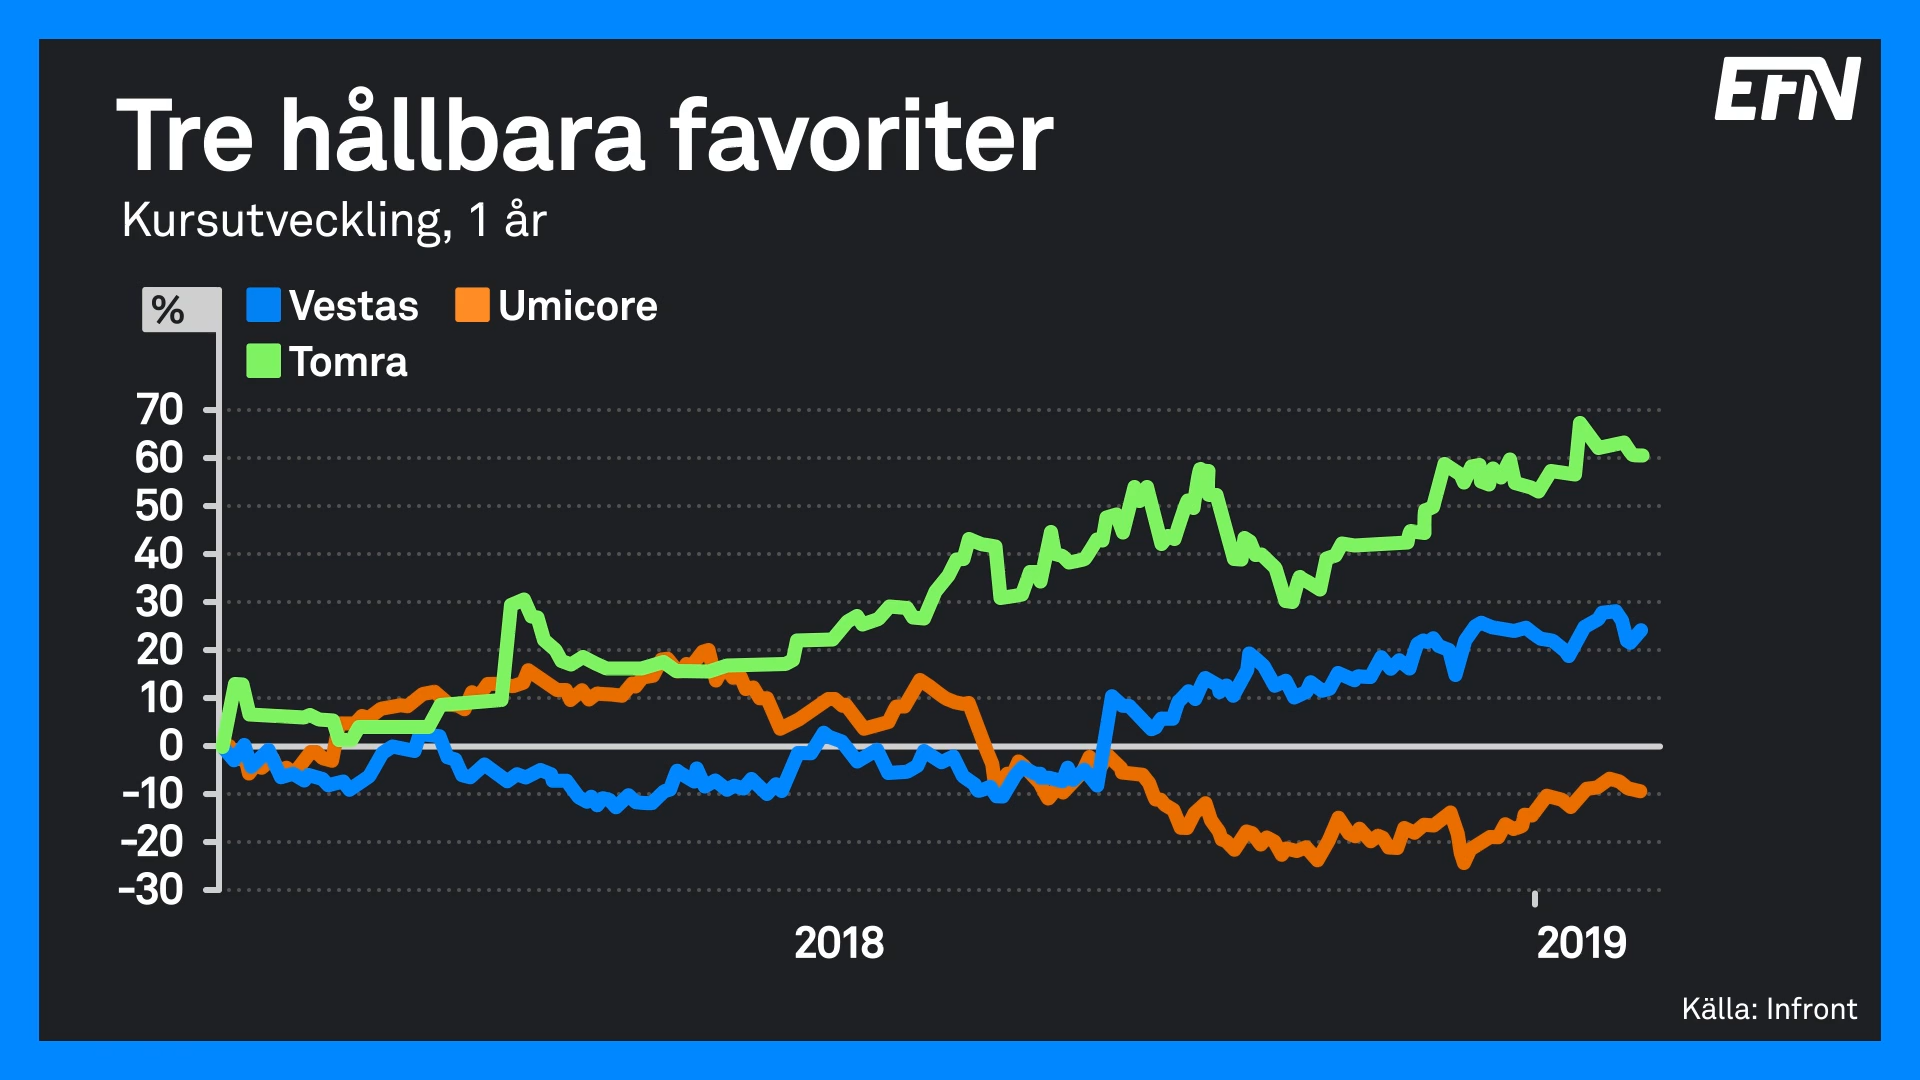 EFN
Tre hållbara favoriter
Kursutveckling, 1 år
% Vestas Umicore
Tomra
70
60
50
40
30
20
10
0
-10
-20
-30
2018 2019
Källa: Infront